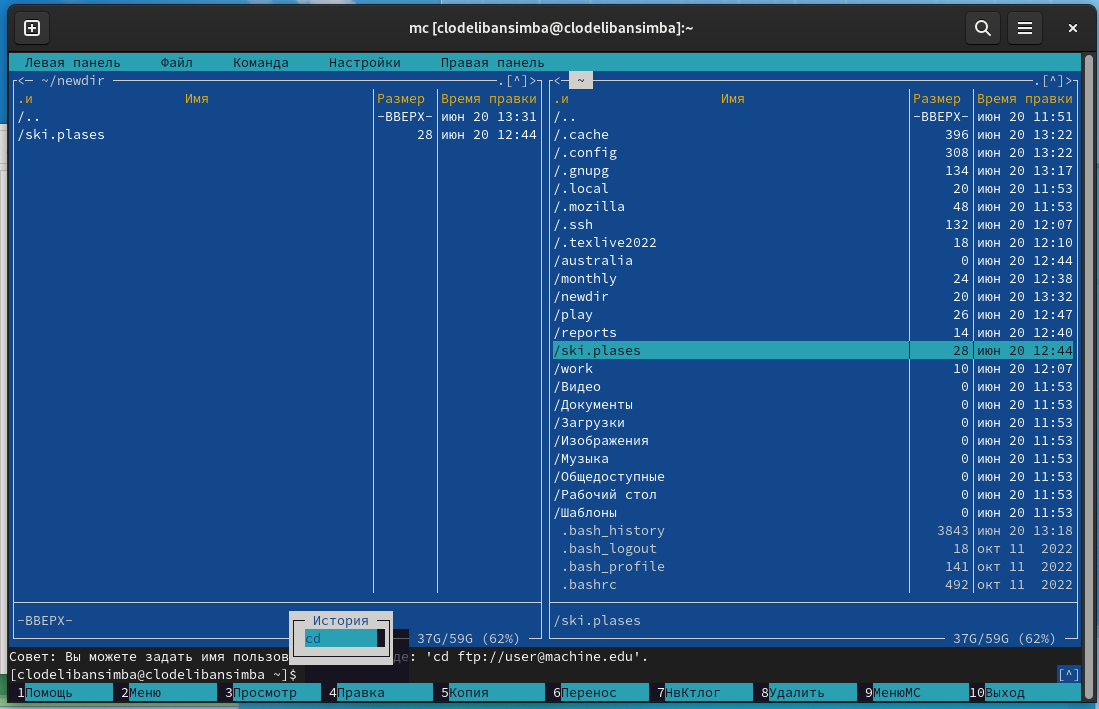 mc [clodelibansimba@clodelibansimba]:~
Левая панель Файл Команда Настройки Правая панель
<— ~/newdir .[^]>
.и Имя Размер Время правки
/.. -ВВЕРХ- июн 20 13:31
/ski.plases 28 июн 20 12:44
-ВВЕРХ-
37G/59G (62%)
<— ~ .[^]>
.и Имя Размер Время правки
/.. -ВВЕРХ- июн 20 11:51
/.cache 396 июн 20 13:22
/.config 308 июн 20 13:22
/.gnupg 134 июн 20 13:17
/.local 20 июн 20 11:53
/.mozilla 48 июн 20 11:53
/.ssh 132 июн 20 12:07
/.texlive2022 18 июн 20 12:10
/australia 0 июн 20 12:44
/monthly 24 июн 20 12:38
/newdir 20 июн 20 13:32
/play 26 июн 20 12:47
/reports 14 июн 20 12:40
/ski.plases 28 июн 20 12:44
/work 10 июн 20 12:07
/Видео 0 июн 20 11:53
/Документы 0 июн 20 11:53
/Загрузки 0 июн 20 11:53
/Изображения 0 июн 20 11:53
/Музыка 0 июн 20 11:53
/Общедоступные 0 июн 20 11:53
/Рабочий стол 0 июн 20 11:53
/Шаблоны 0 июн 20 11:53
.bash_history 3843 июн 20 13:18
.bash_logout 18 окт 11 2022
.bash_profile 141 окт 11 2022
.bashrc 492 окт 11 2022
/ski.plases
37G/59G (62%)
История
cd
Совет: Вы можете задать имя пользов де: 'cd ftp://user@machine.edu'.
[clodelibansimba@clodelibansimba ~]$ [^]
1Помощь 2Меню 3Просмотр 4Правка 5Копия 6Перенос 7НвКтлог 8Удалить 9МенюMC 10Выход